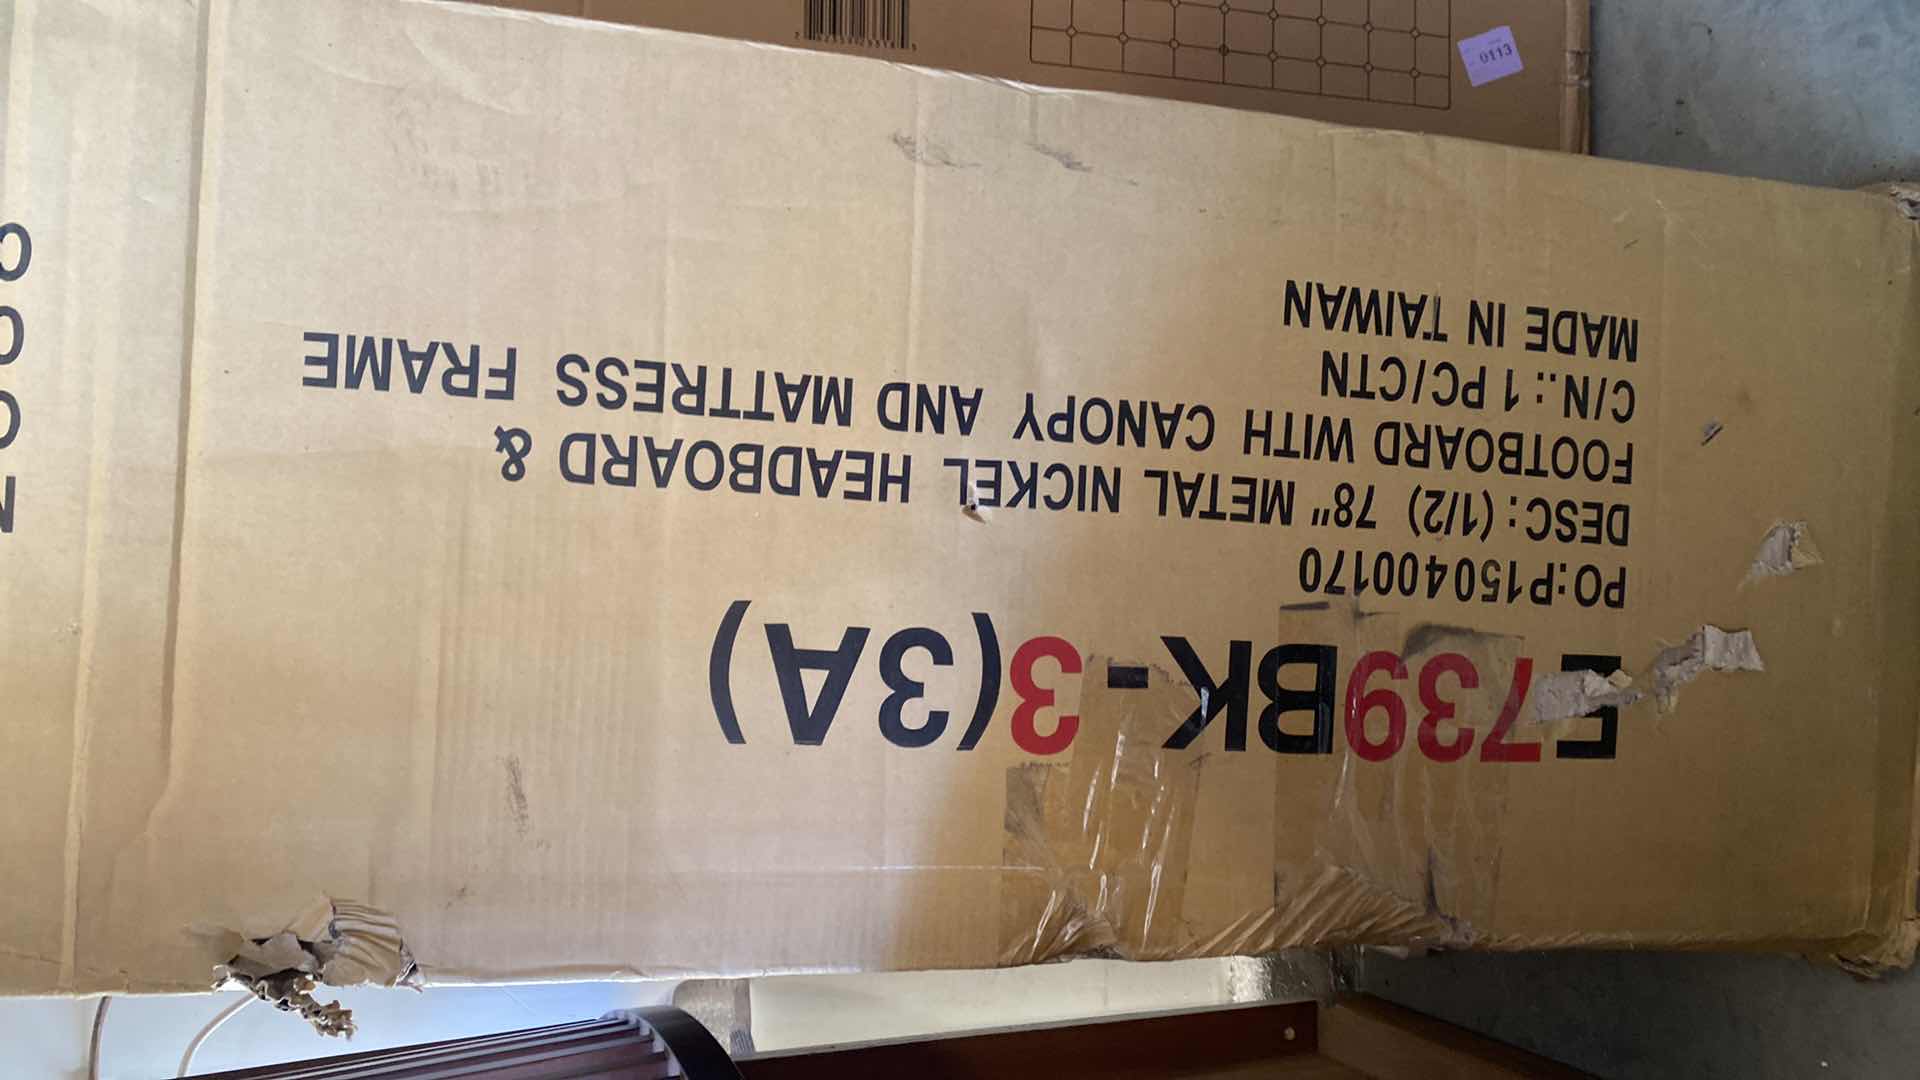 E739BK-3(3A)
PO:P150400170
DESC: (1/2) 78" METAL NICKEL HEADBOARD &
FOOTBOARD WITH CANOPY AND MATTRESS FRAME
C/N.: 1 PC/CTN
MADE IN TAIWAN
0113